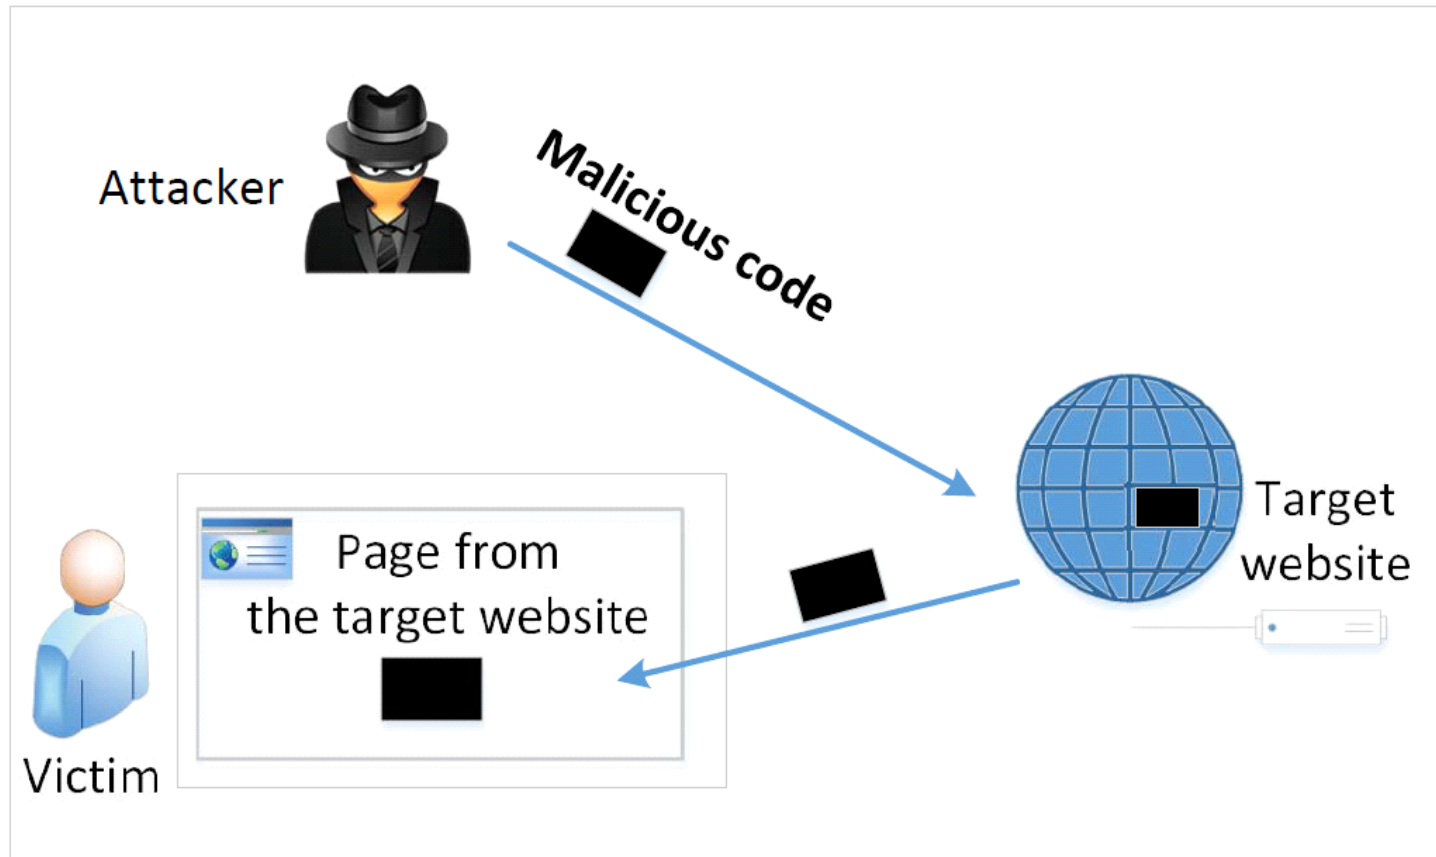 Attacker
Malicious code
Target
website
Page from
the target website
Victim